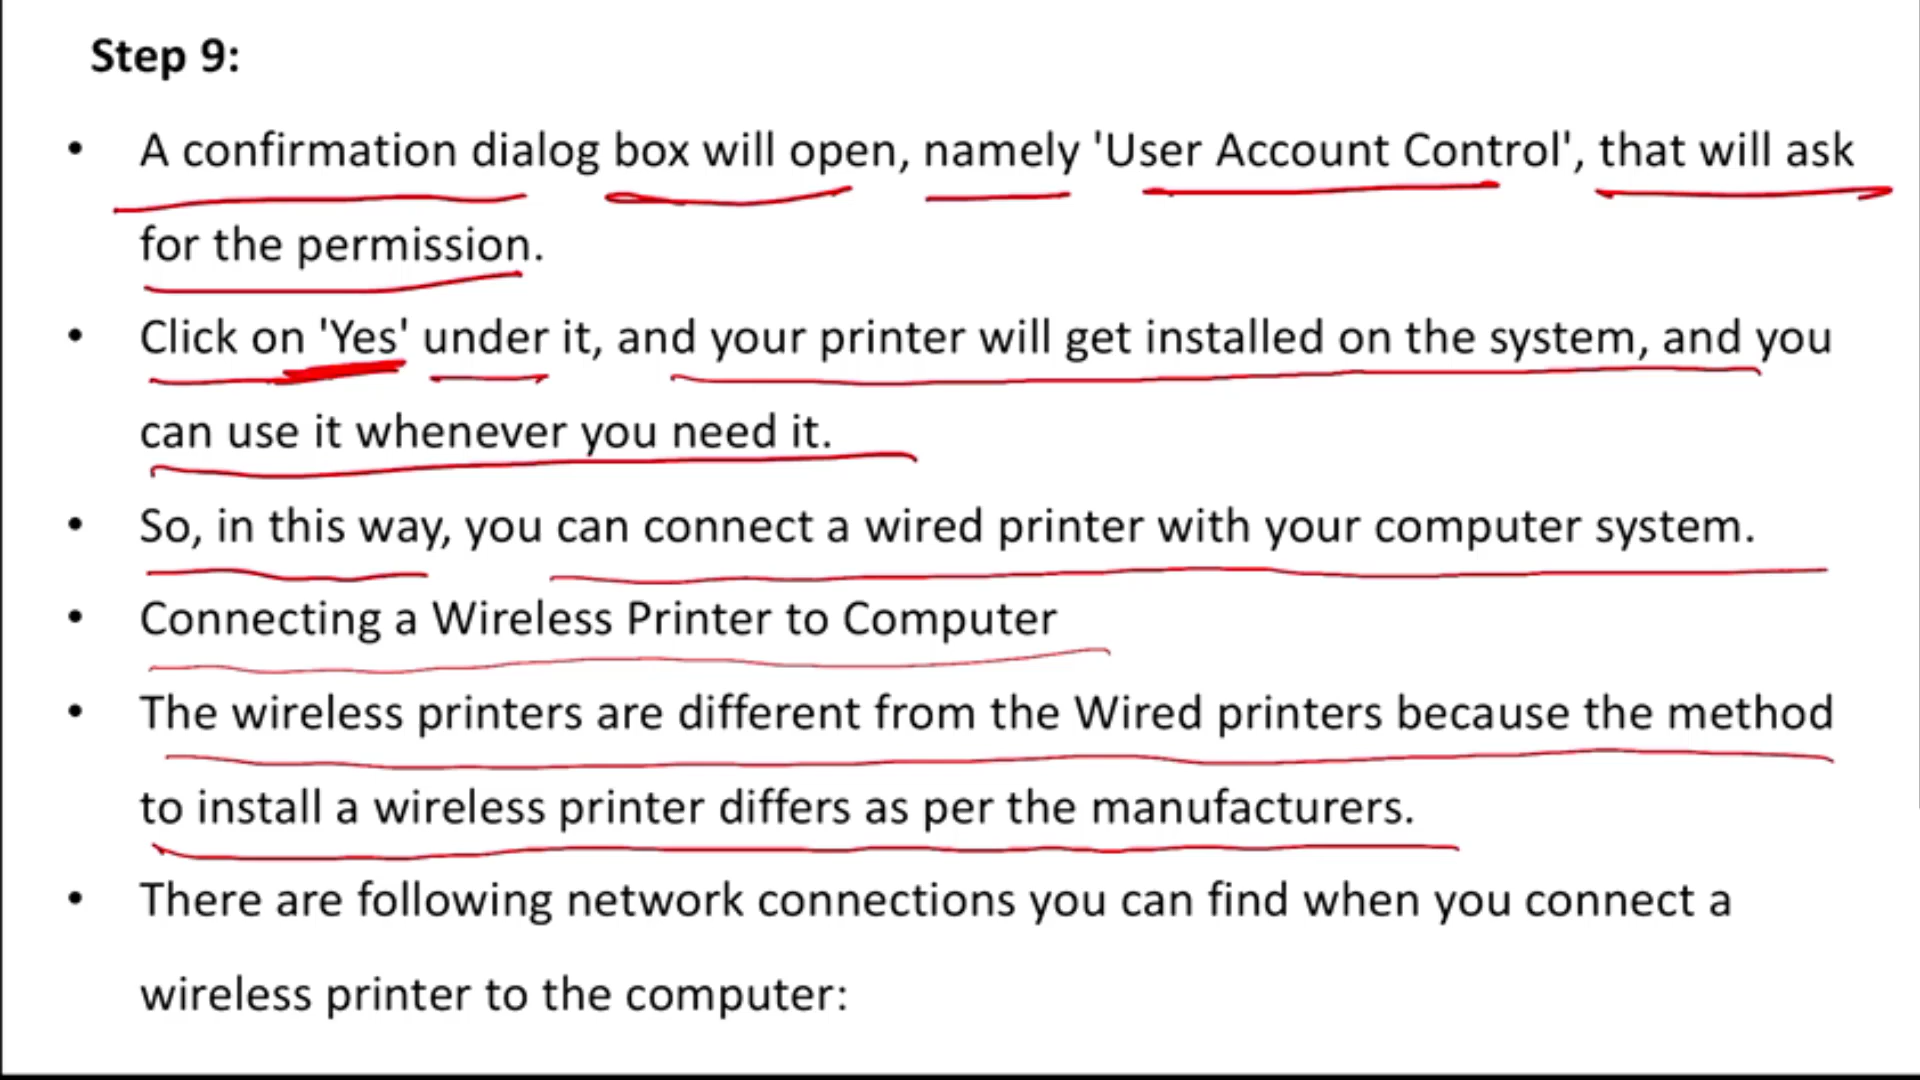 Step 9:
• A confirmation dialog box will open, namely 'User Account Control', that will ask
for the permission.
• Click on 'Yes' under it, and your printer will get installed on the system, and you
can use it whenever you need it.
• So, in this way, you can connect a wired printer with your computer system.
• Connecting a Wireless Printer to Computer
• The wireless printers are different from the Wired printers because the method
to install a wireless printer differs as per the manufacturers.
• There are following network connections you can find when you connect a
wireless printer to the computer: